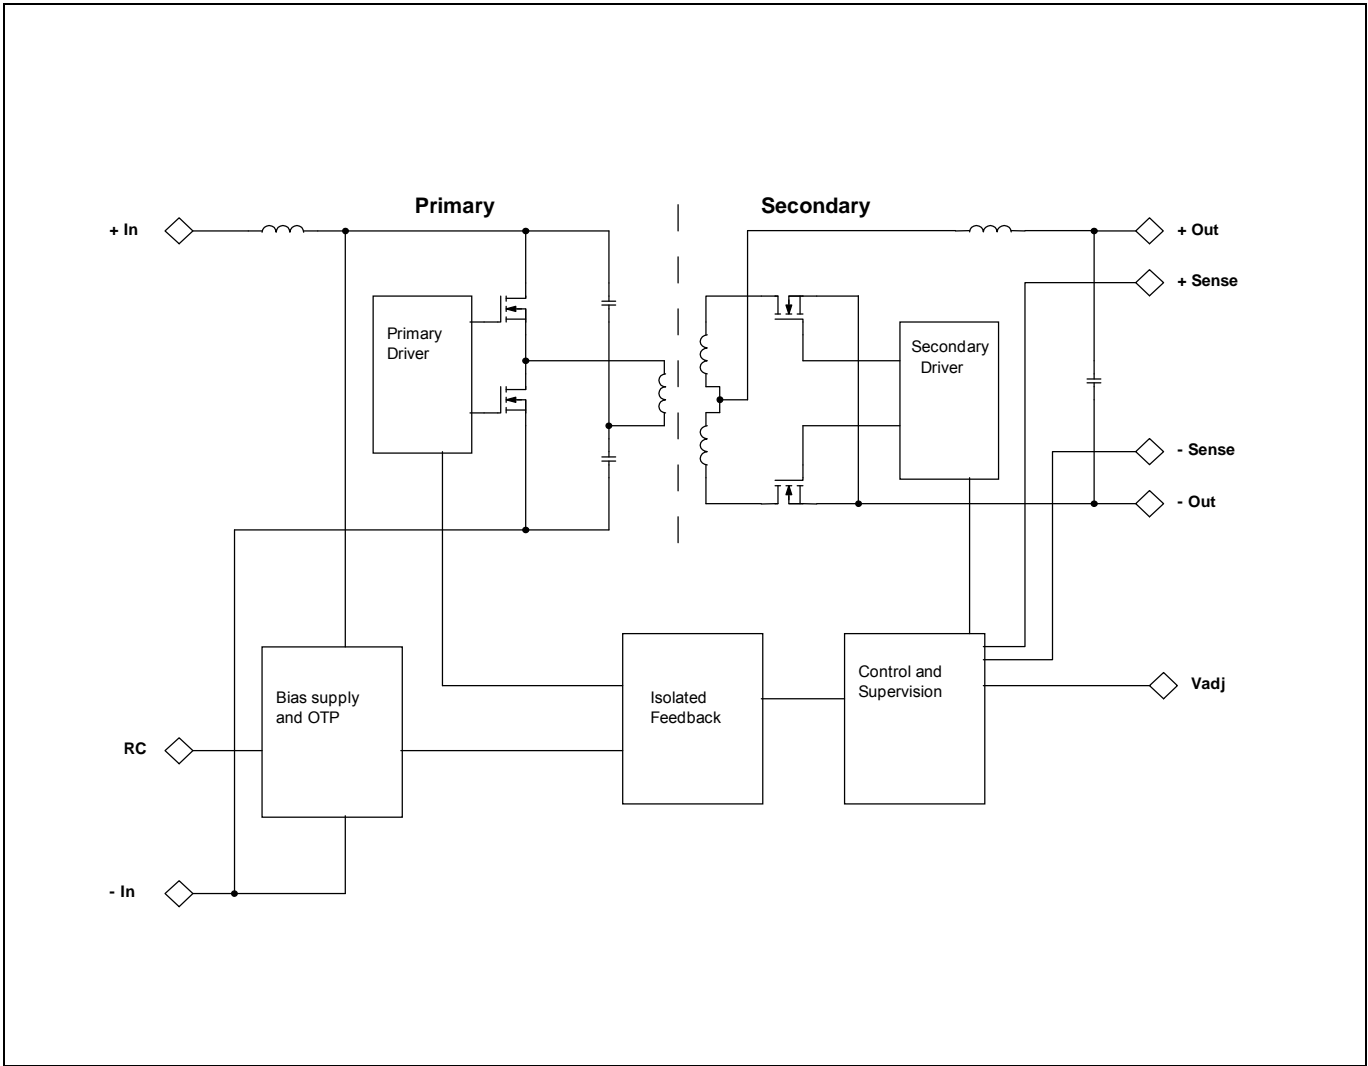 Primary
Secondary
+ In
+ Out
+ Sense
Primary
Driver
Secondary
Driver
- Sense
- Out
Bias supply
and OTP
Isolated
Feedback
Control and
Supervision
Vadj
RC
- In